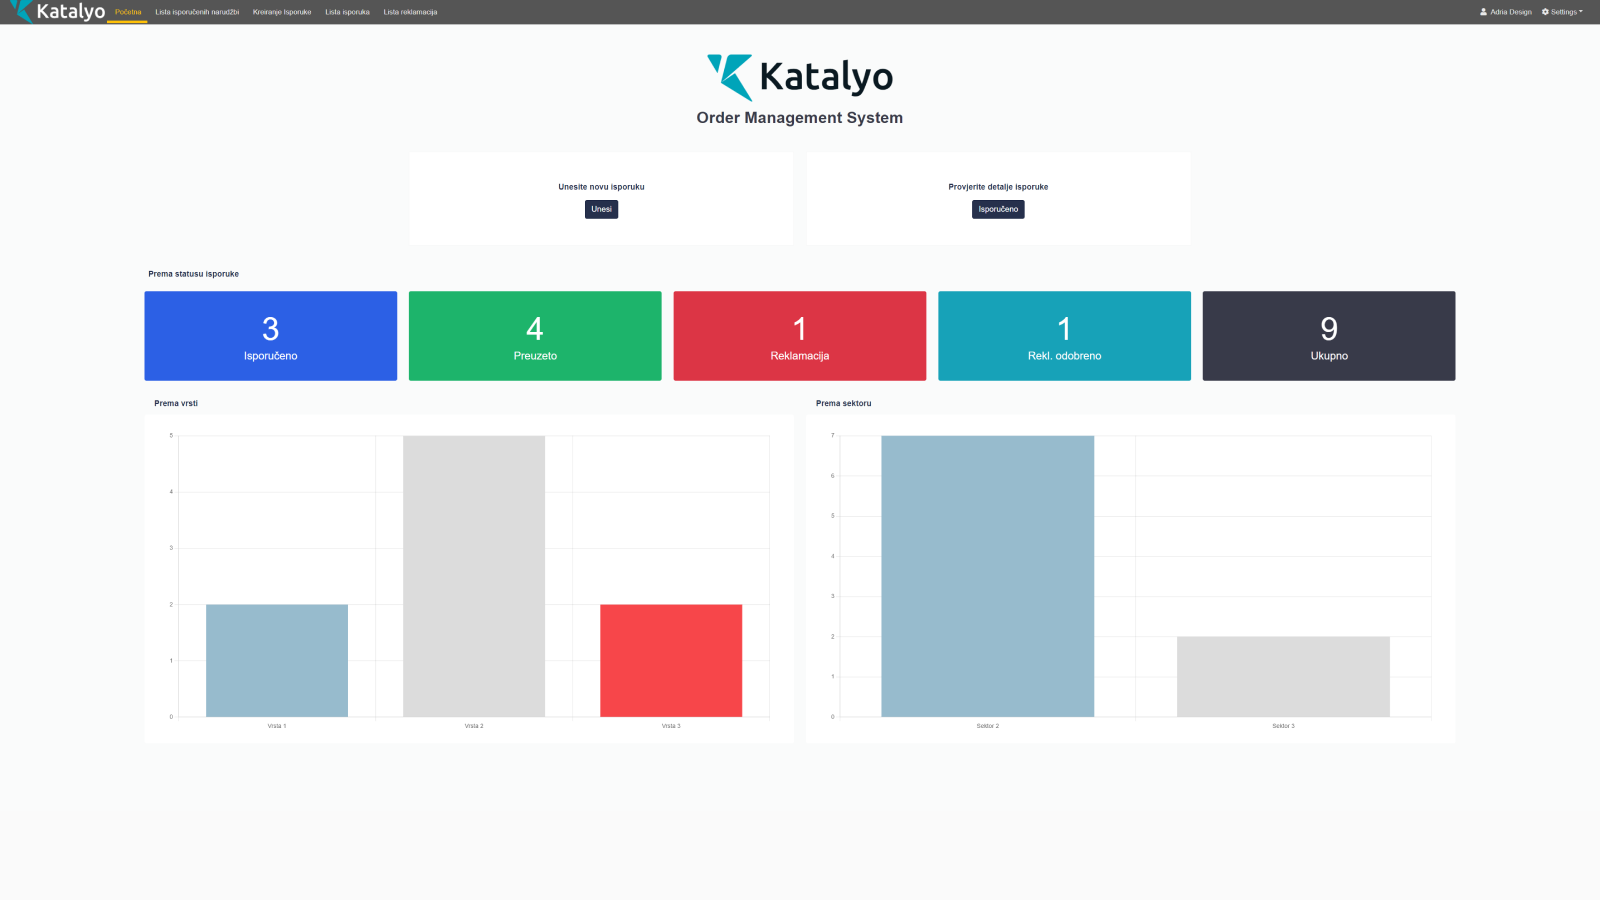 Katalyo Početna Lista isporučenih narudžbi Kreiranje Isporuke Lista isporuka Lista reklamacija Adria Design Settings
Katalyo
Order Management System
Unesite novu isporuku
Unesi
Provjerite detalje isporuke
Isporučeno
Prema statusu isporuke
3
Isporučeno
4
Preuzeto
1
Reklamacija
1
Rekl. odobreno
9
Ukupno
Prema vrsti
5
4
3
2
1
0
Vrsta 1 Vrsta 2 Vrsta 3
Prema sektoru
7
6
5
4
3
2
1
0
Sektor 2 Sektor 3